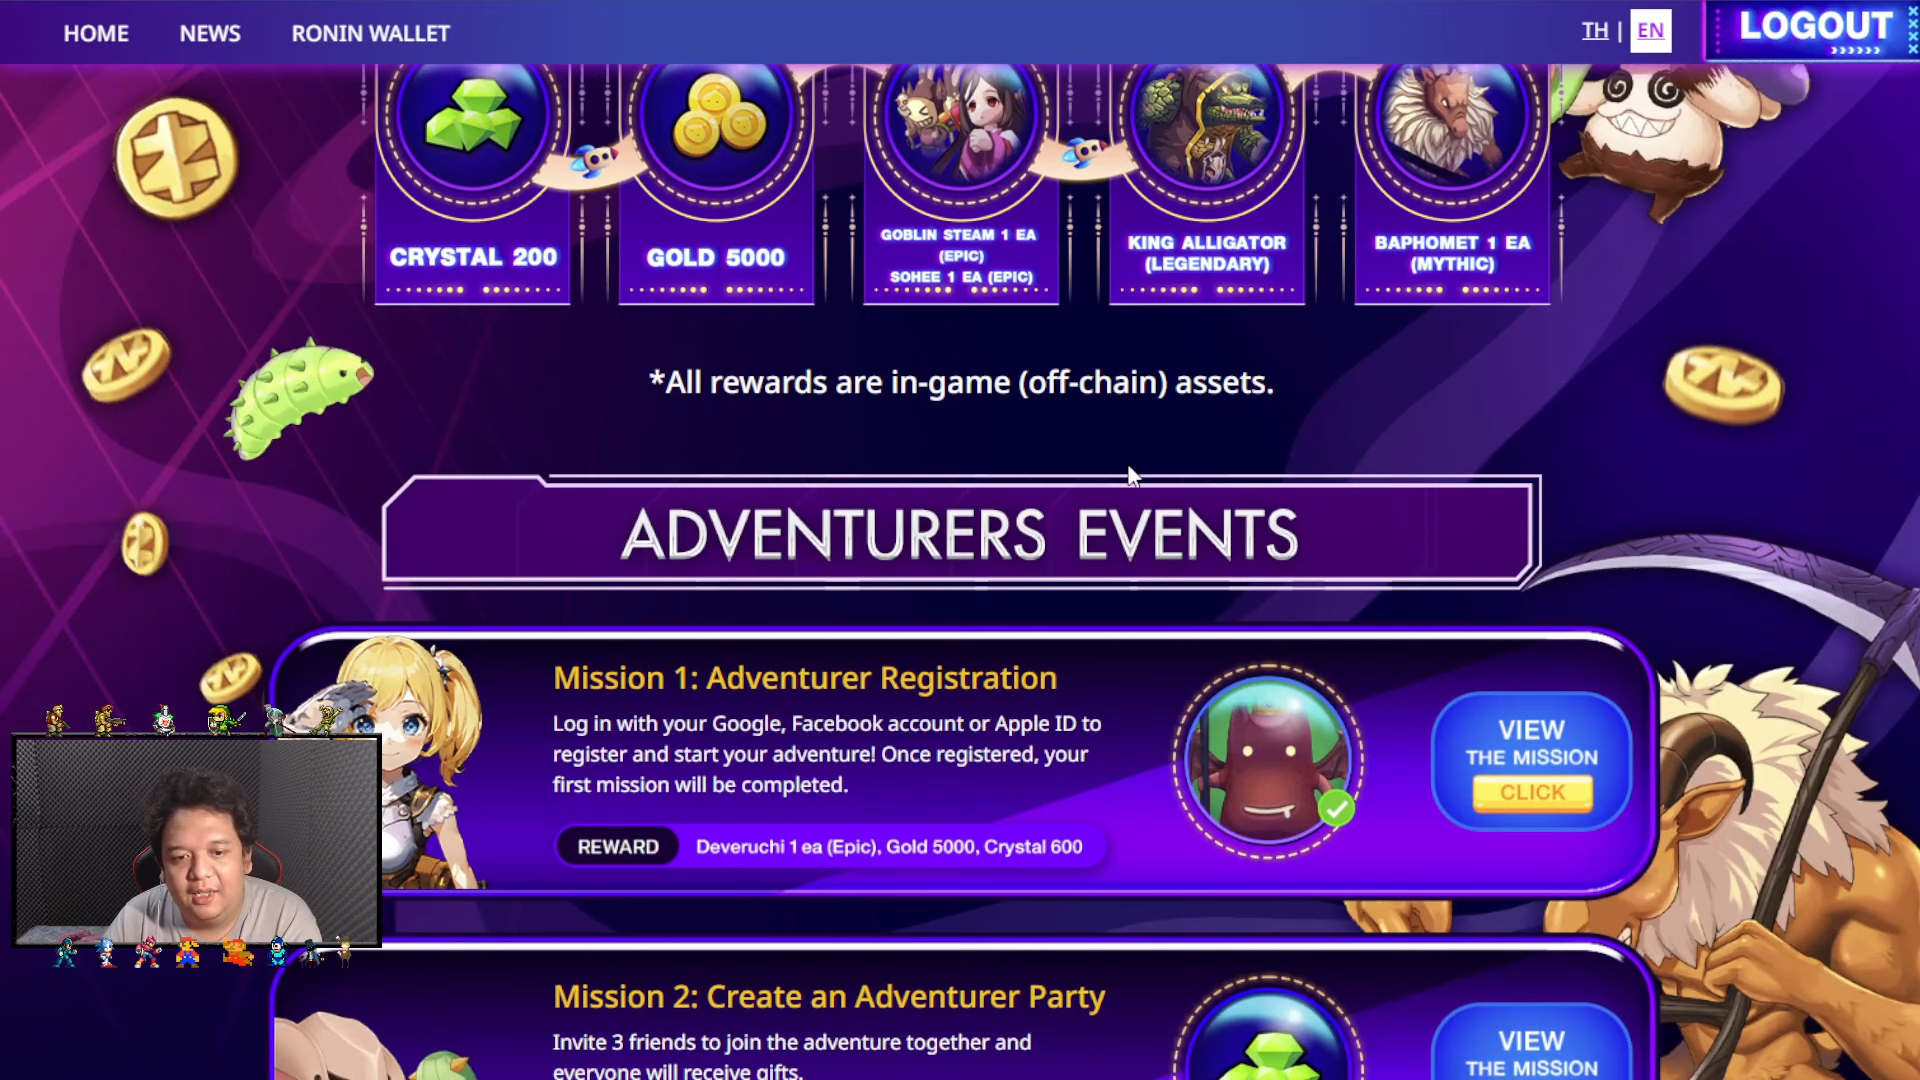 HOME NEWS RONIN WALLET TH | EN LOGOUT
CRYSTAL 200
GOLD 5000
GOBLIN STEAM 1 EA
(EPIC)
SOHEE 1 EA (EPIC)
KING ALLIGATOR
(LEGENDARY)
BAPHOMET 1 EA
(MYTHIC)
*All rewards are in-game (off-chain) assets.
ADVENTURERS EVENTS
Mission 1: Adventurer Registration
Log in with your Google, Facebook account or Apple ID to
register and start your adventure! Once registered, your
first mission will be completed.
REWARD Deveruchi 1 ea (Epic), Gold 5000, Crystal 600
VIEW
THE MISSION
CLICK
Mission 2: Create an Adventurer Party
Invite 3 friends to join the adventure together and
everyone will receive gifts.
VIEW
THE MISSION